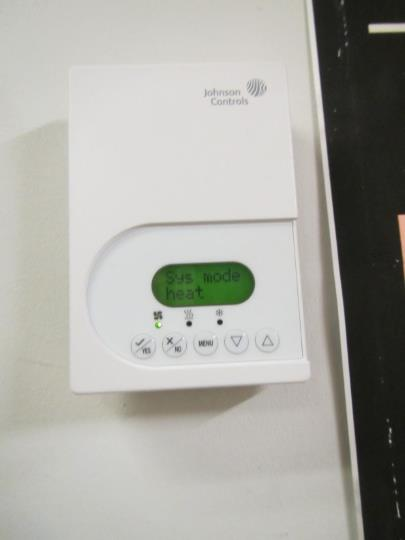 Johnson
Controls
Sys mode
heat
YES
NO
MENU